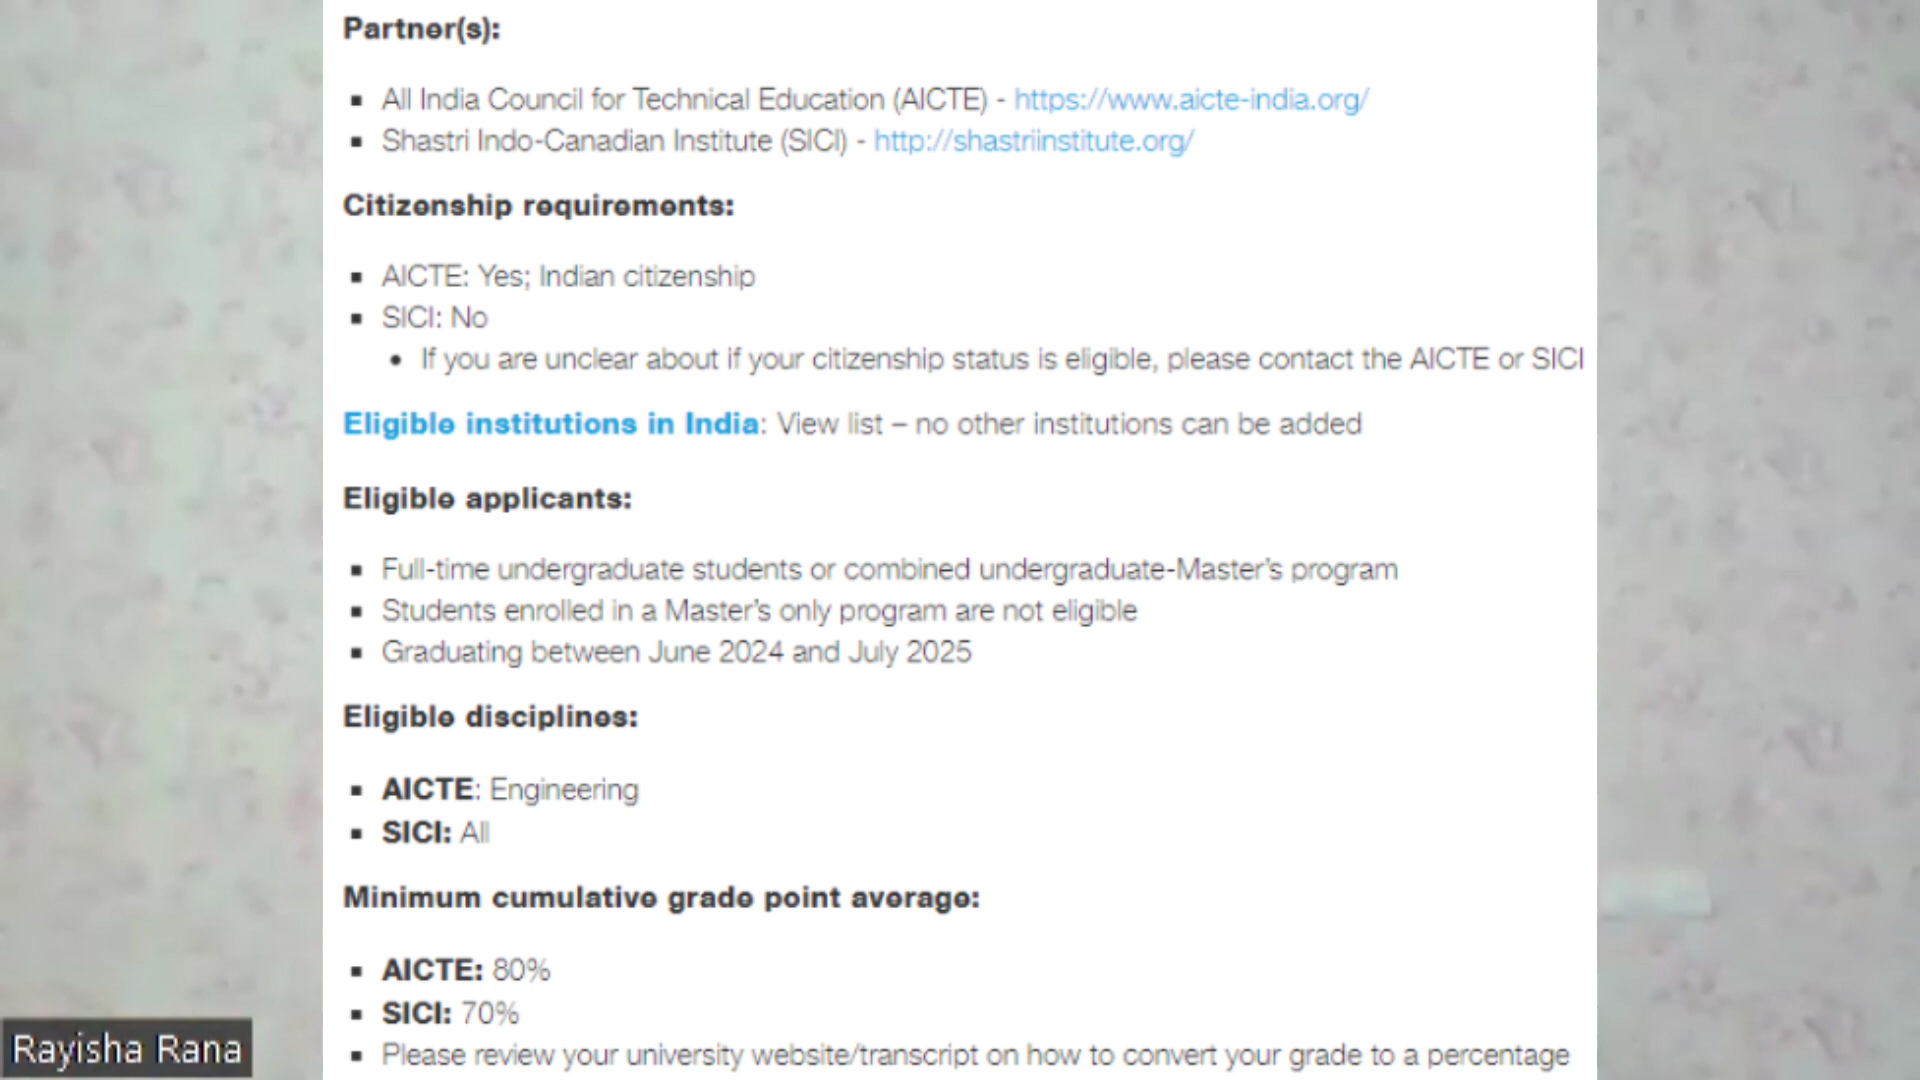 Partner(s):
All India Council for Technical Education (AICTE) - https://www.aicte-india.org/
Shastri Indo-Canadian Institute (SICI) - http://shastriinstitute.org/
Citizenship requirements:
AICTE: Yes; Indian citizenship
SICI: No
If you are unclear about if your citizenship status is eligible, please contact the AICTE or SICI
Eligible institutions in India: View list – no other institutions can be added
Eligible applicants:
Full-time undergraduate students or combined undergraduate-Master's program
Students enrolled in a Master's only program are not eligible
Graduating between June 2024 and July 2025
Eligible disciplines:
AICTE: Engineering
SICI: All
Minimum cumulative grade point average:
AICTE: 80%
SICI: 70%
Please review your university website/transcript on how to convert your grade to a percentage
Rayisha Rana